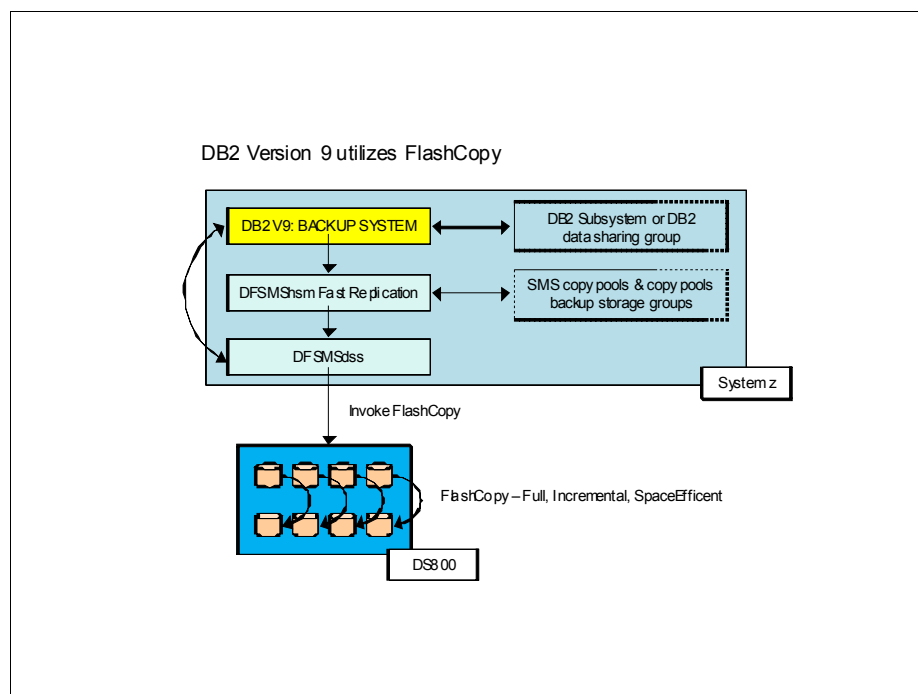 DB2 Version 9 utilizes FlashCopy
DB2 V9: BACKUP SYSTEM
DB2 Subsystem or DB2
data sharing group
DFSMShsm Fast Replication
SMS copy pools & copy pools
backup storage groups
DFSMSdss
System z
Invoke FlashCopy
FlashCopy – Full, Incremental, SpaceEfficent
DS800